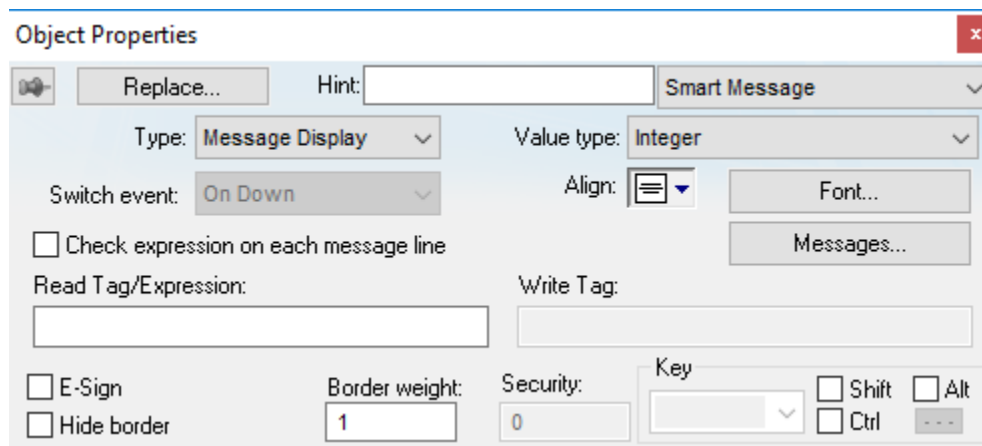 Object Properties x
Replace... Hint: Smart Message
Type: Message Display Value type: Integer
Switch event: On Down Align: Font...
Check expression on each message line Messages...
Read Tag/Expression: Write Tag:
E-Sign Border weight: Security: Key Shift Alt
Hide border 1 0 Ctrl ---